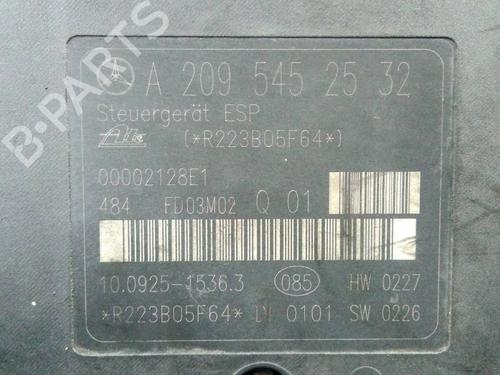 A 209 545 25 32
Steuergerät ESP
Ate (*R223B05F64*)
00002128E1
484 FD03M02 Q 01
10.0925-1536.3 085 HW 0227
*R223B05F64* DV 0101 SW 0226
B-PARTS